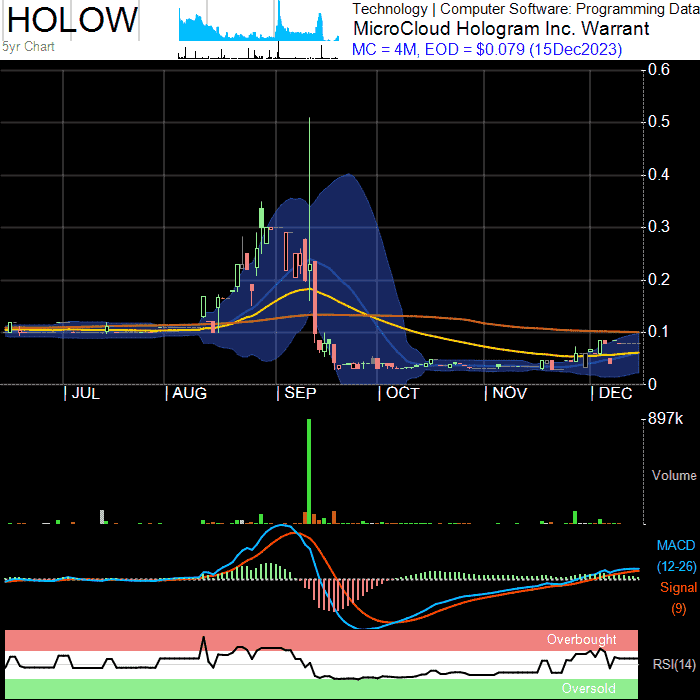 HOLOW
5yr Chart
Technology | Computer Software: Programming Data
MicroCloud Hologram Inc. Warrant
MC = 4M, EOD = $0.079 (15Dec2023)
0.6
0.5
0.4
0.3
0.2
0.1
0
| JUL
| AUG
| SEP
| OCT
| NOV
| DEC
897k
Volume
MACD
(12-26)
Signal
(9)
Overbought
RSI(14)
Oversold